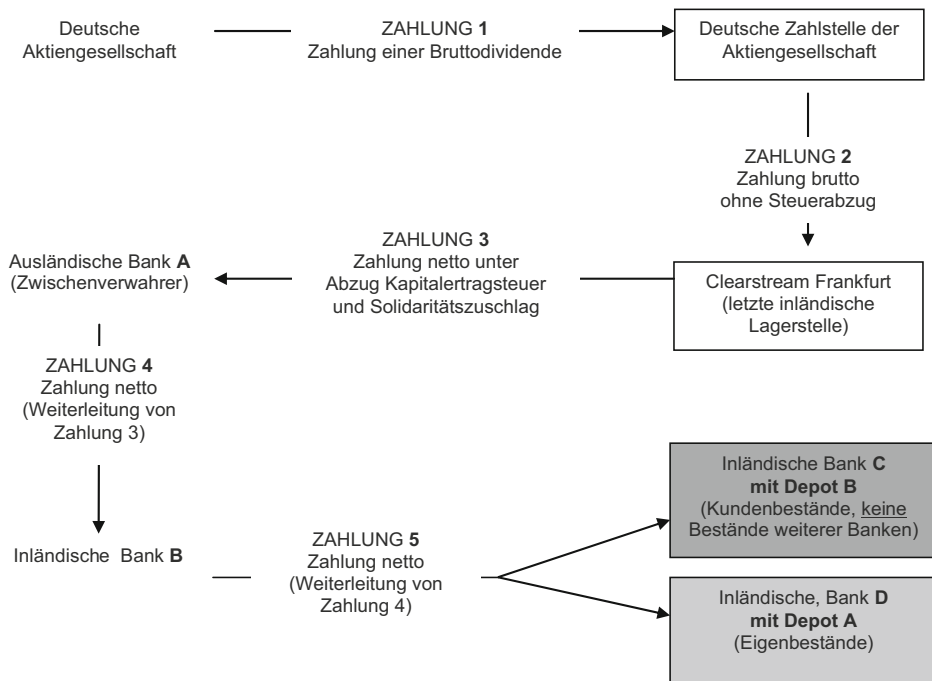 Deutsche
Aktiengesellschaft
ZAHLUNG 1
Zahlung einer Bruttodividende
Deutsche Zahlstelle der
Aktiengesellschaft
ZAHLUNG 2
Zahlung brutto
ohne Steuerabzug
Ausländische Bank A
(Zwischenverwahrer)
ZAHLUNG 3
Zahlung netto unter
Abzug Kapitalertragsteuer
und Solidaritätszuschlag
Clearstream Frankfurt
(letzte inländische
Lagerstelle)
ZAHLUNG 4
Zahlung netto
(Weiterleitung von
Zahlung 3)
Inländische Bank B
ZAHLUNG 5
Zahlung netto
(Weiterleitung von
Zahlung 4)
Inländische Bank C
mit Depot B
(Kundenbestände, keine
Bestände weiterer Banken)
Inländische, Bank D
mit Depot A
(Eigenbestände)